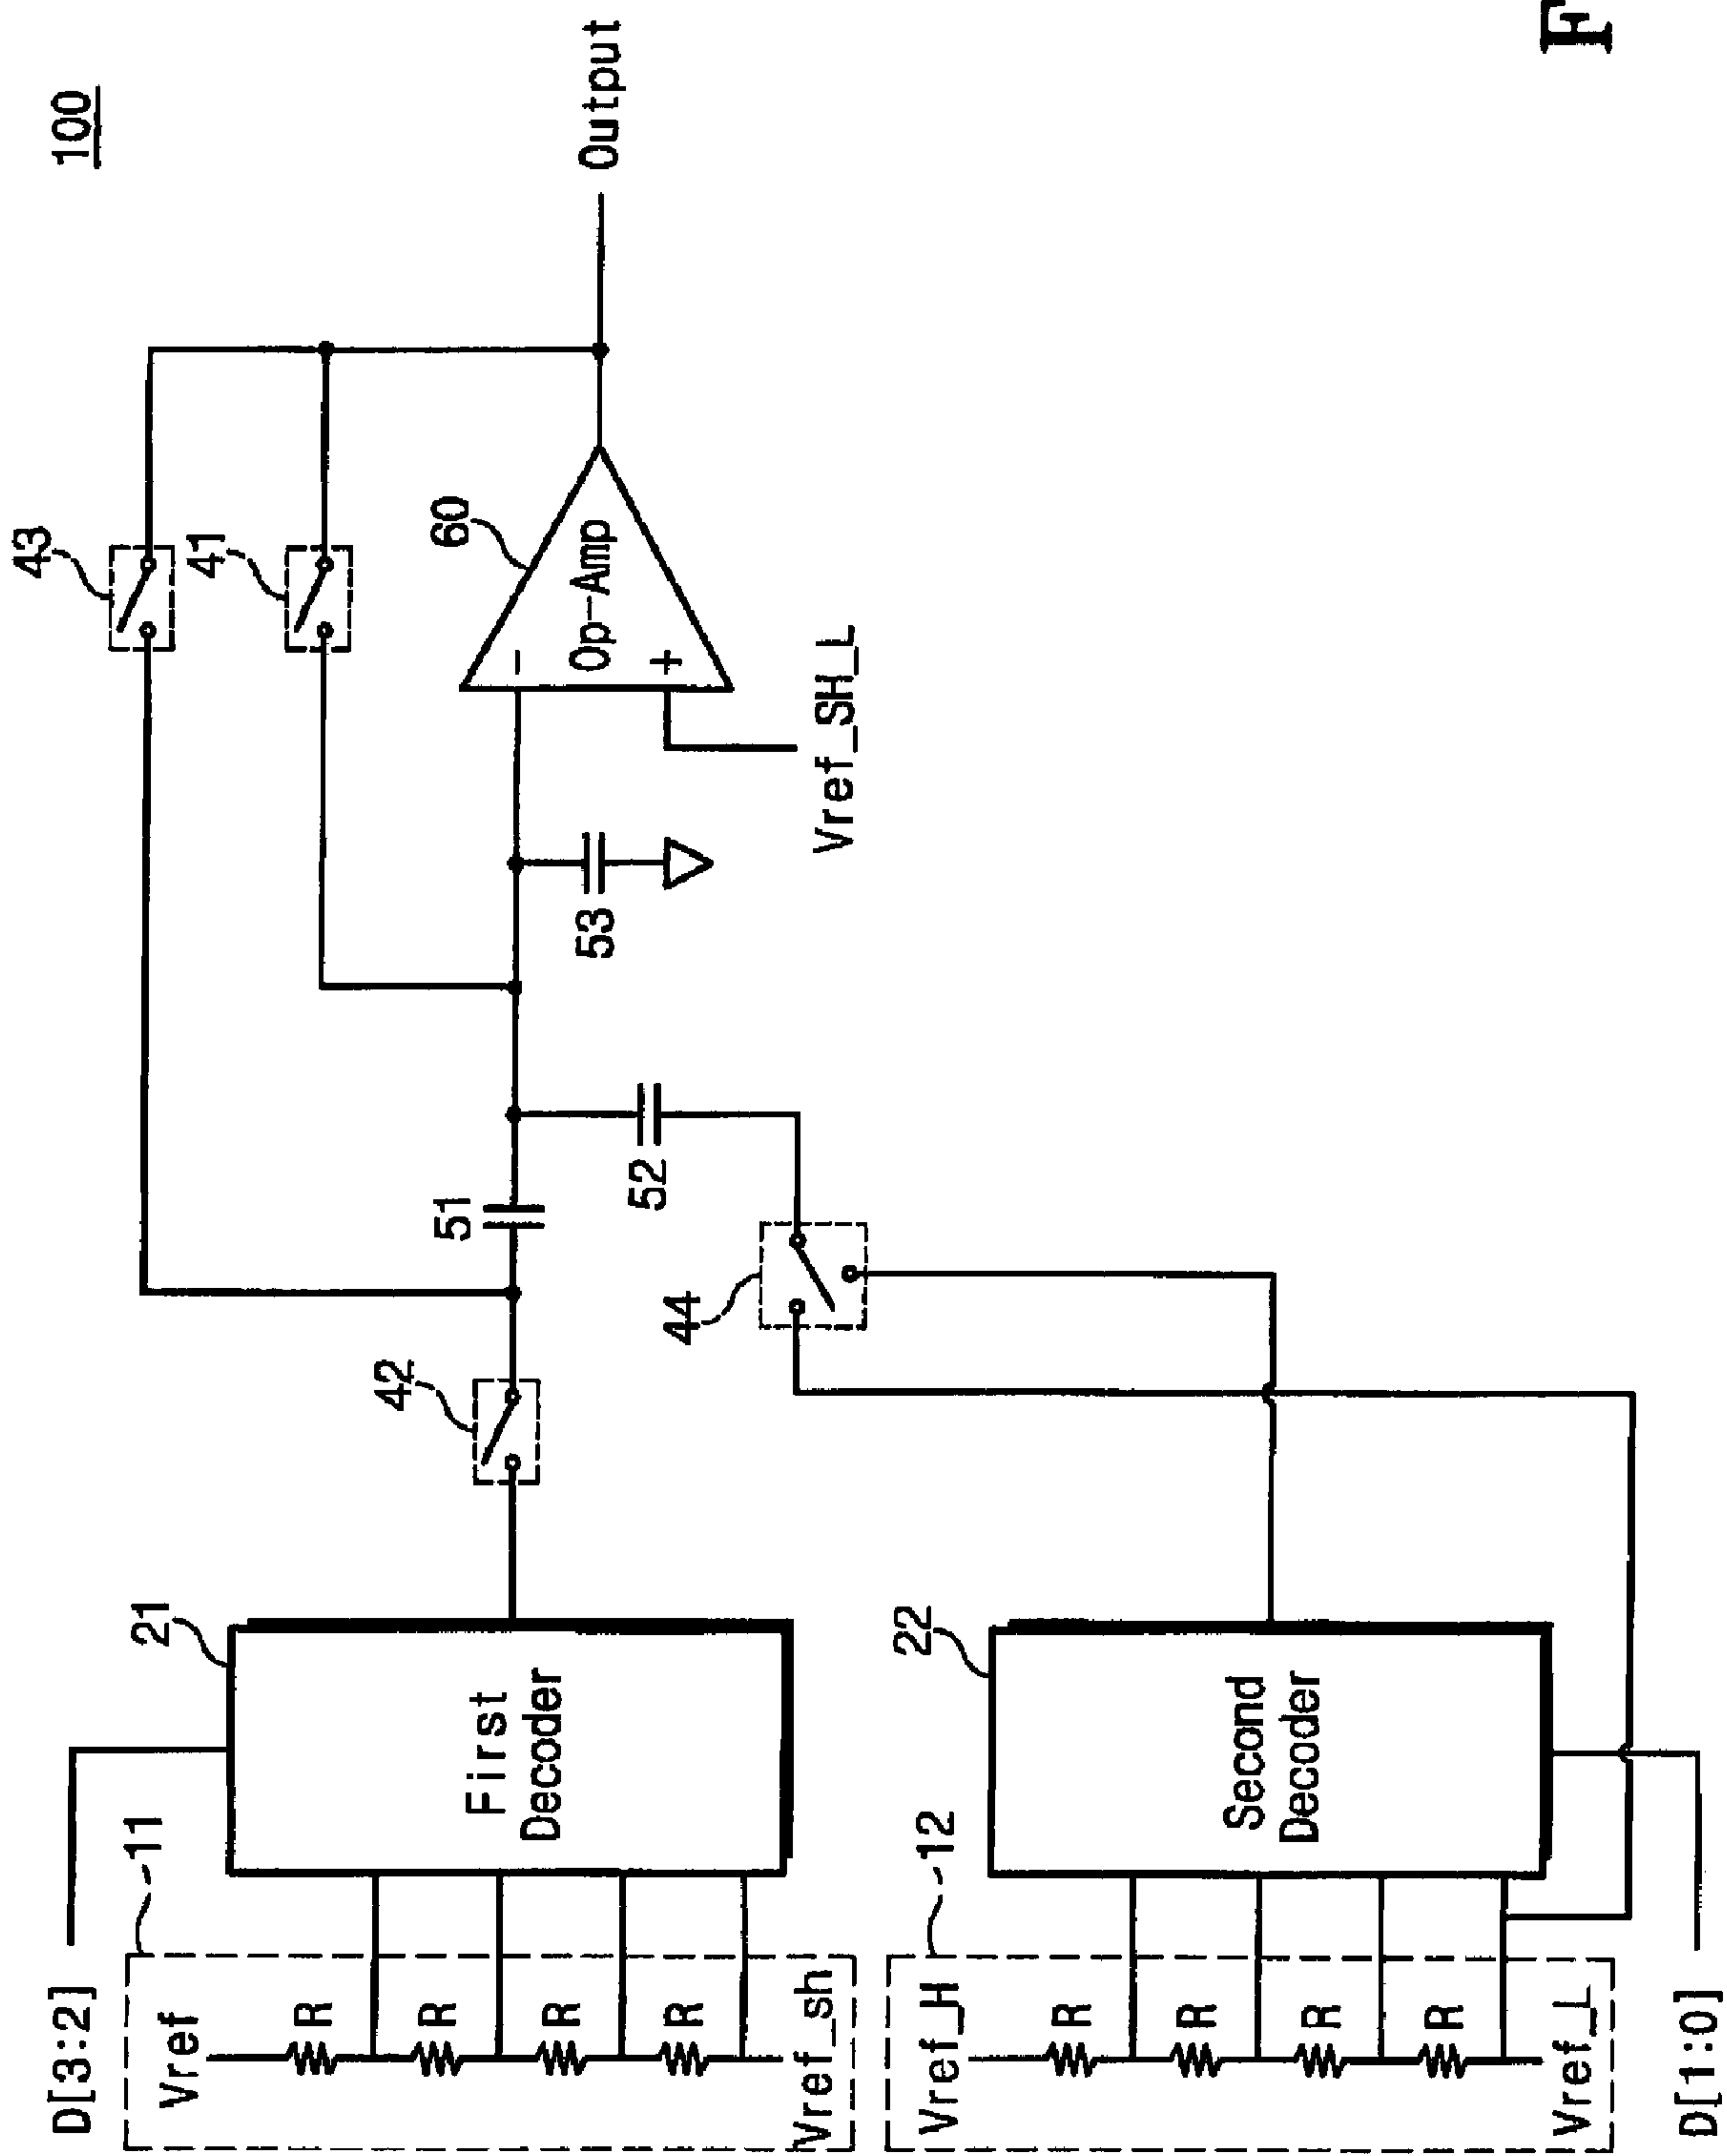 100
43
41
60
Op-Amp
-
+
Output
Vref_SH_L
53
51
52
42
44
D[3:2]
21
First
Decoder
11
Vref
R
R
R
R
Vref_sh
22
Second
Decoder
12
Vref_H
R
R
R
R
Vref_L
D[1:0]
F